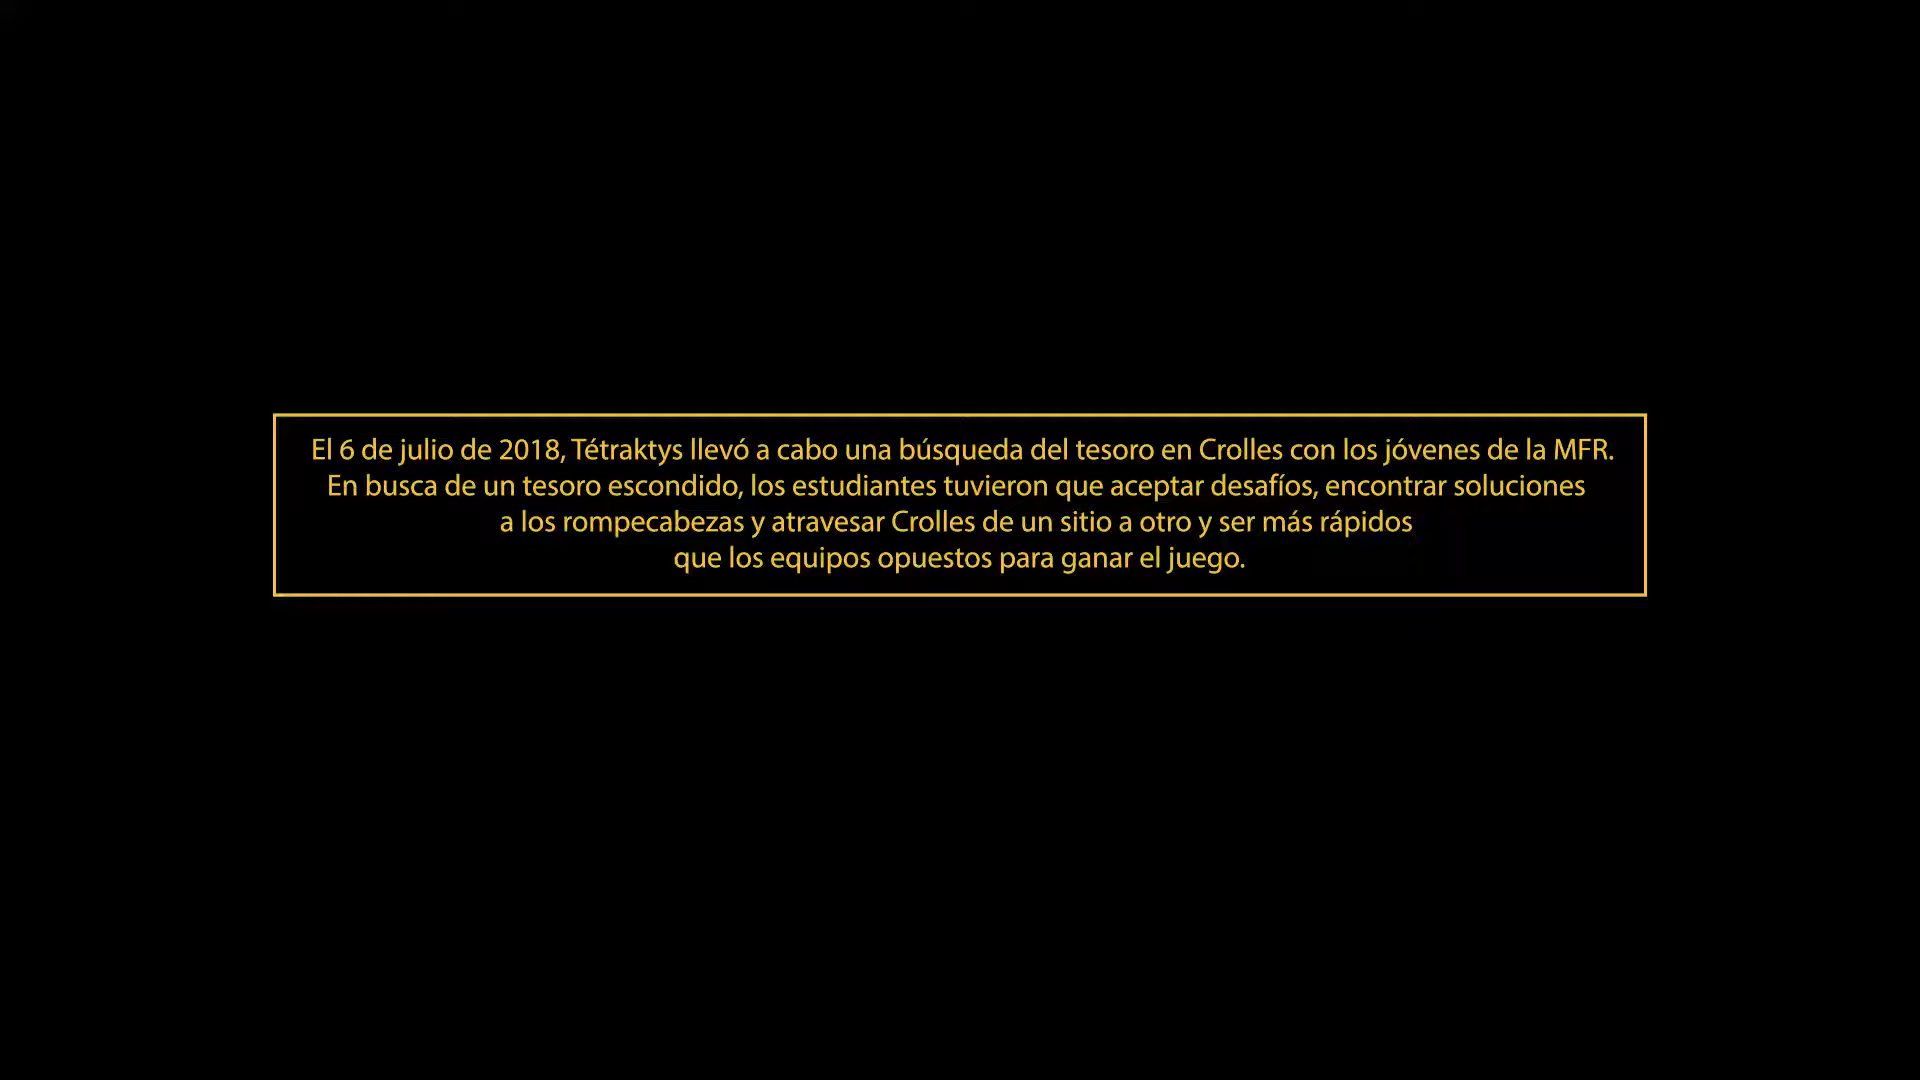 El 6 de julio de 2018, Tétraktys llevó a cabo una búsqueda del tesoro en Crolles con los jóvenes de la MFR.
En busca de un tesoro escondido, los estudiantes tuvieron que aceptar desafíos, encontrar soluciones
a los rompecabezas y atravesar Crolles de un sitio a otro y ser más rápidos
que los equipos opuestos para ganar el juego.